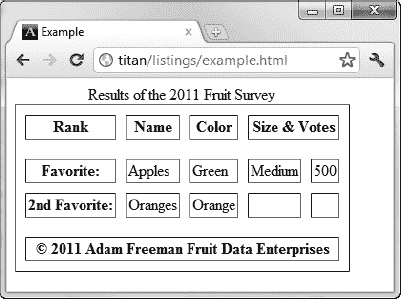 Example
titan/listings/example.html
Results of the 2011 Fruit Survey
Rank Name Color Size & Votes
Favorite: Apples Green Medium 500
2nd Favorite: Oranges Orange
© 2011 Adam Freeman Fruit Data Enterprises